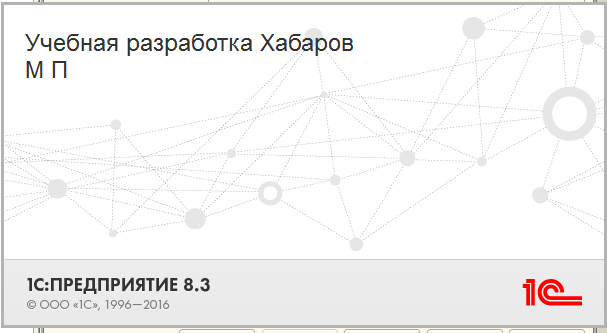 Учебная разработка Хабаров
М П
1С:ПРЕДПРИЯТИЕ 8.3
© ООО «1С», 1996—2016
1С